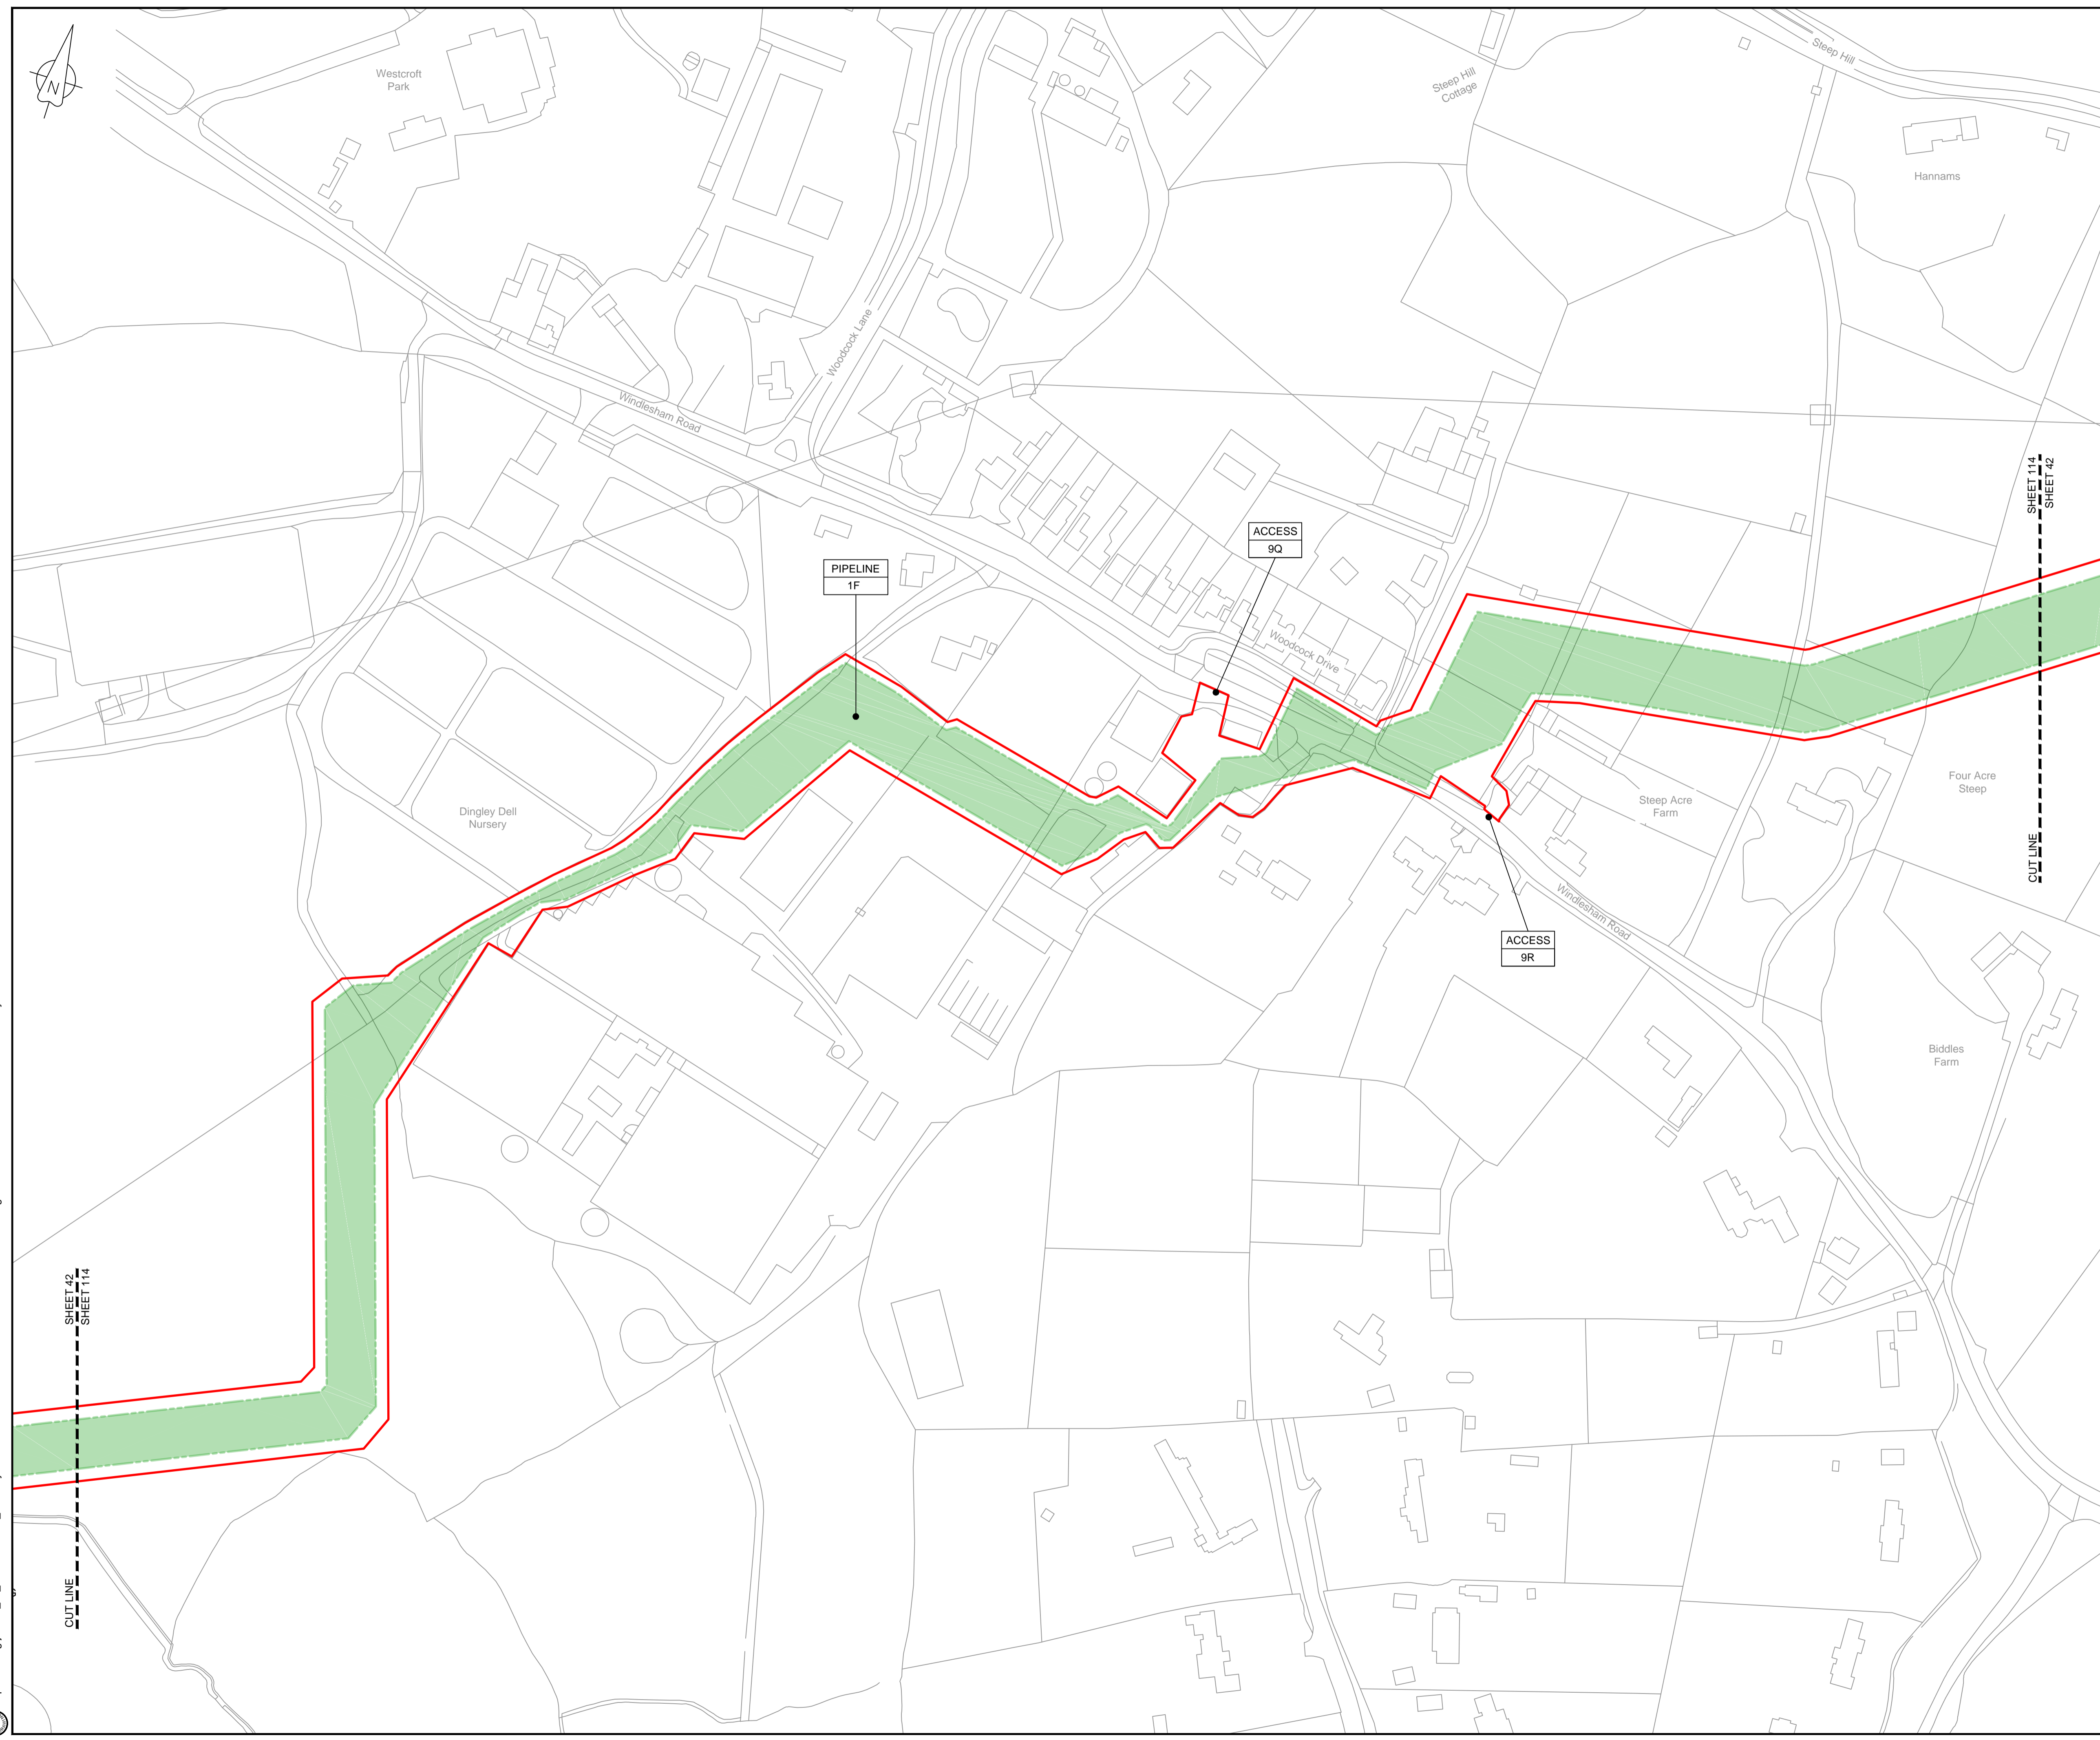 N
Westcroft
Park
Steep Hill
Cottage
Steep Hill
Hannams
Woodcock Lane
Windlesham Road
SHEET 114
SHEET 42
ACCESS
9Q
PIPELINE
1F
Woodcock Drive
Dingley Dell
Nursery
Steep Acre
Farm
Four Acre
Steep
CUT LINE
Windlesham Road
ACCESS
9R
Biddles
Farm
SHEET 42
SHEET 114
CUT LINE